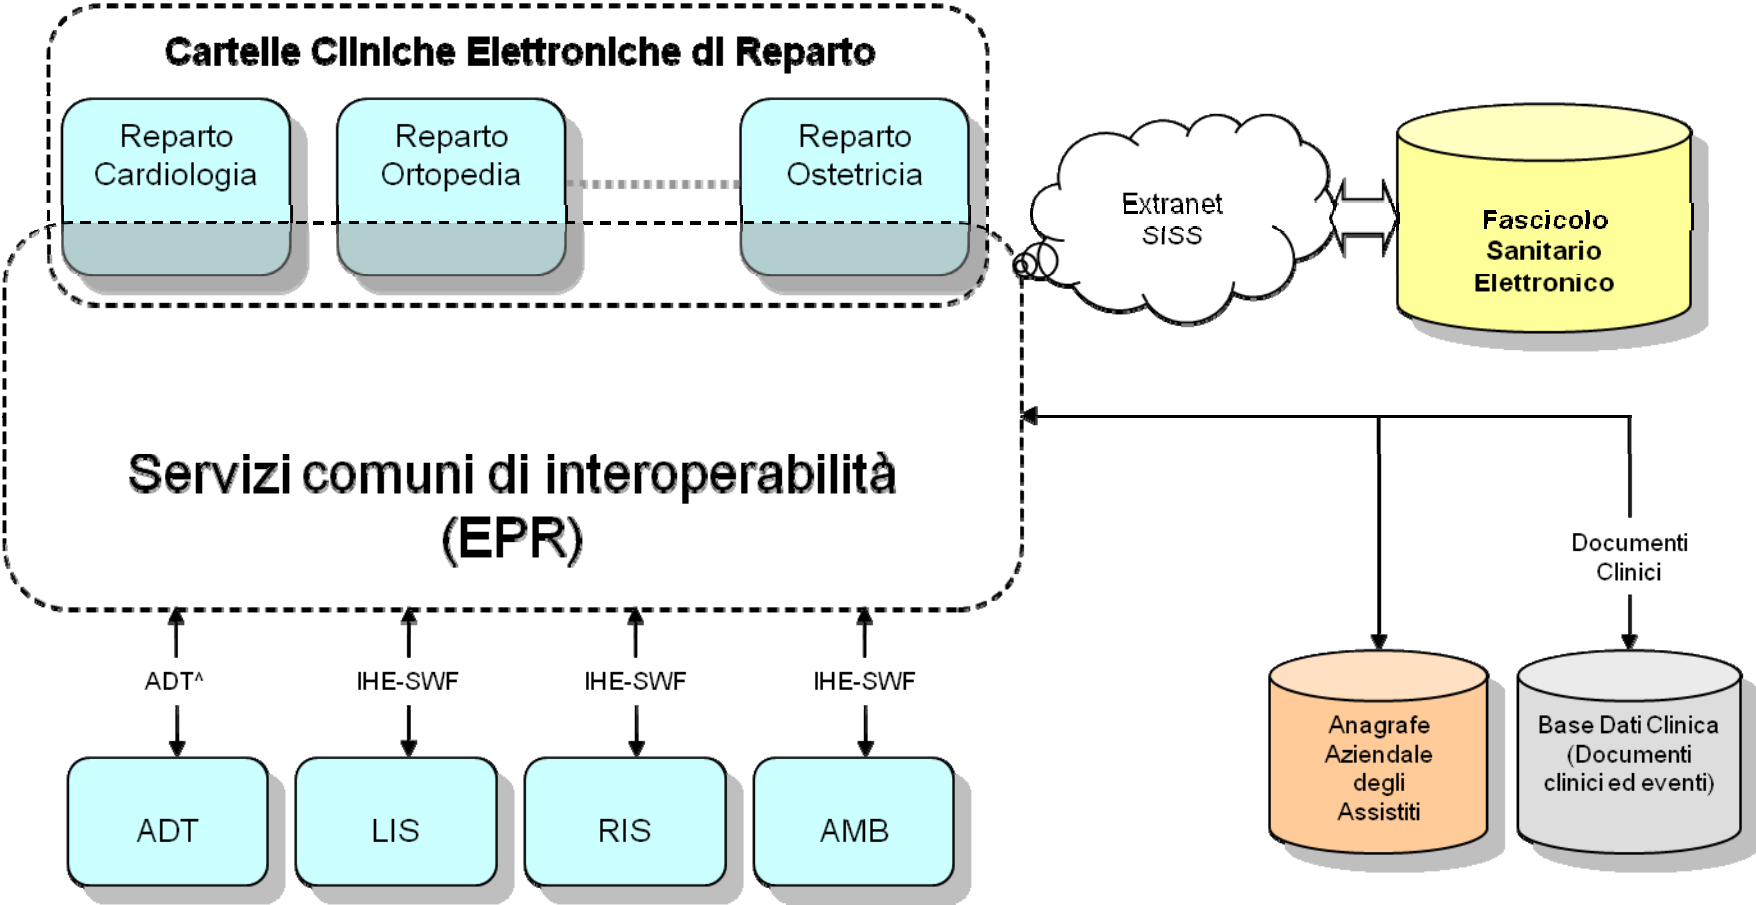 Cartelle Cliniche Elettroniche di Reparto
Reparto
Cardiologia
Reparto
Ortopedia
Reparto
Ostetricia
Extranet
SISS
Fascicolo
Sanitario
Elettronico
Servizi comuni di interoperabilità
(EPR)
Documenti
Clinici
ADT^
IHE-SWF
IHE-SWF
IHE-SWF
ADT
LIS
RIS
AMB
Anagrafe
Aziendale
degli
Assistiti
Base Dati Clinica
(Documenti
clinici ed eventi)